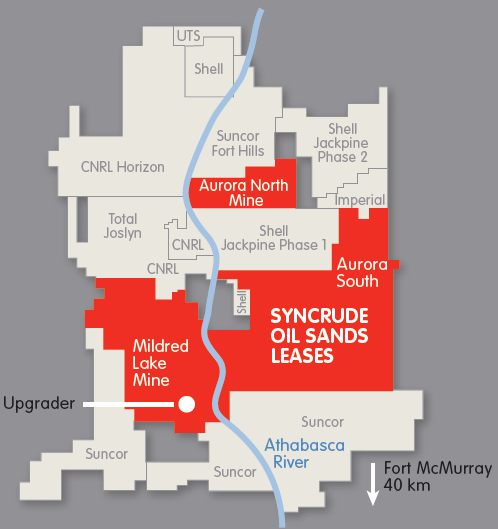 UTS
Shell
Suncor
Fort Hills
Shell
Jackpine
Phase 2
CNRL Horizon
Aurora North
Mine
Imperial
Total
Joslyn
CNRL
Shell
Jackpine Phase 1
CNRL
Aurora
South
Shell
SYNCRUDE
OIL SANDS
LEASES
Mildred
Lake
Mine
Upgrader
Suncor
Athabasca
River
Suncor
Suncor
Fort McMurray
40 km